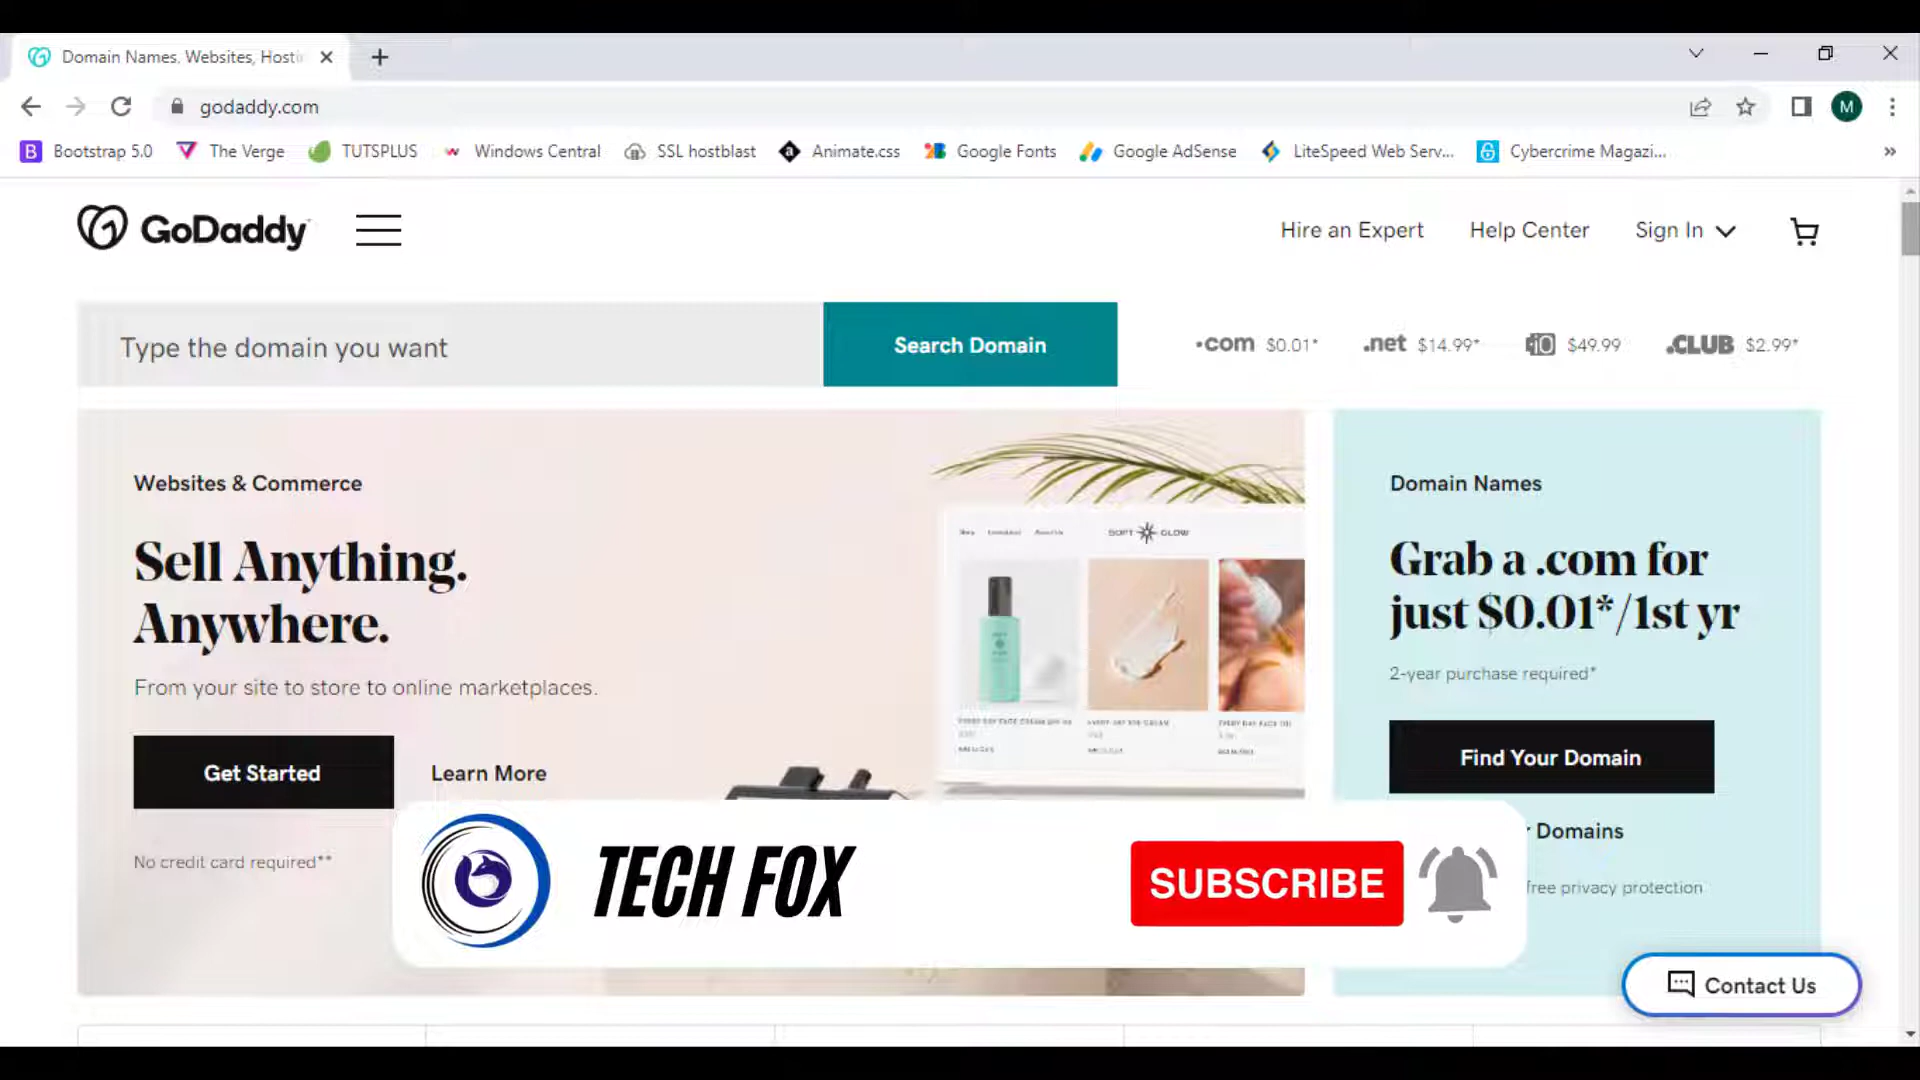 Domain Names, Websites, Hosti
godaddy.com
M
B Bootstrap 5.0
The Verge
TUTSPLUS
Windows Central
SSL hostblast
Animate.css
Google Fonts
Google AdSense
LiteSpeed Web Serv...
Cybercrime Magazi...
»
GoDaddy
Hire an Expert
Help Center
Sign In
Type the domain you want
Search Domain
.com $0.01*
.net $14.99*
.io $49.99
.CLUB $2.99*
Websites & Commerce
Sell Anything.
Anywhere.
From your site to store to online marketplaces.
Get Started
Learn More
No credit card required**
SOFT GLOW
Domain Names
Grab a .com for
just $0.01*/1st yr
2-year purchase required*
Find Your Domain
r Domains
free privacy protection
TECH FOX
SUBSCRIBE
Contact Us